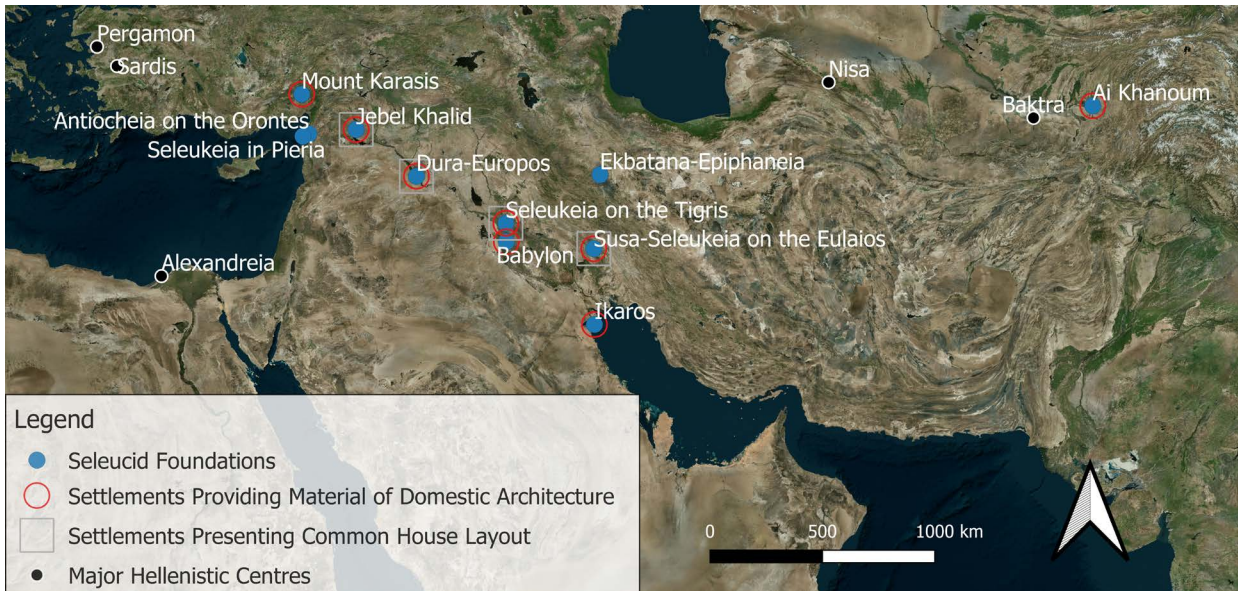 Pergamon
Sardis
Mount Karasis
Nisa
Baktra
Ai Khanoum
Antiocheia on the Orontes
Jebel Khalid
Seleukeia in Pieria
Dura-Europos
Ekbatana-Epiphaneia
Seleukeia on the Tigris
Susa-Seleukeia on the Eulaios
Babylon
Alexandreia
Ikaros
Legend
Seleucid Foundations
Settlements Providing Material of Domestic Architecture
Settlements Presenting Common House Layout
Major Hellenistic Centres
0 500 1000 km